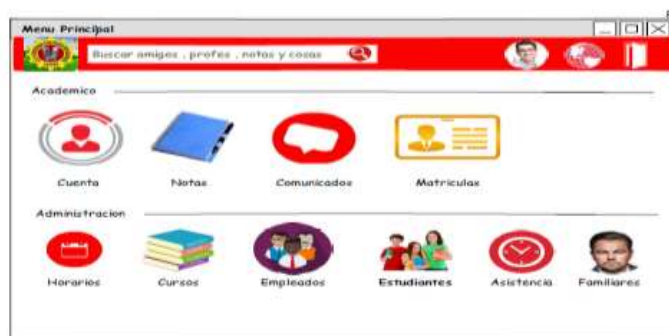 Menu Principal
Buscar amigos , profes , notas y cosas
Academico
Cuenta Notas Comunicados Matriculas
Administracion
Horarios Cursos Empleados Estudiantes Asistencia Familiares